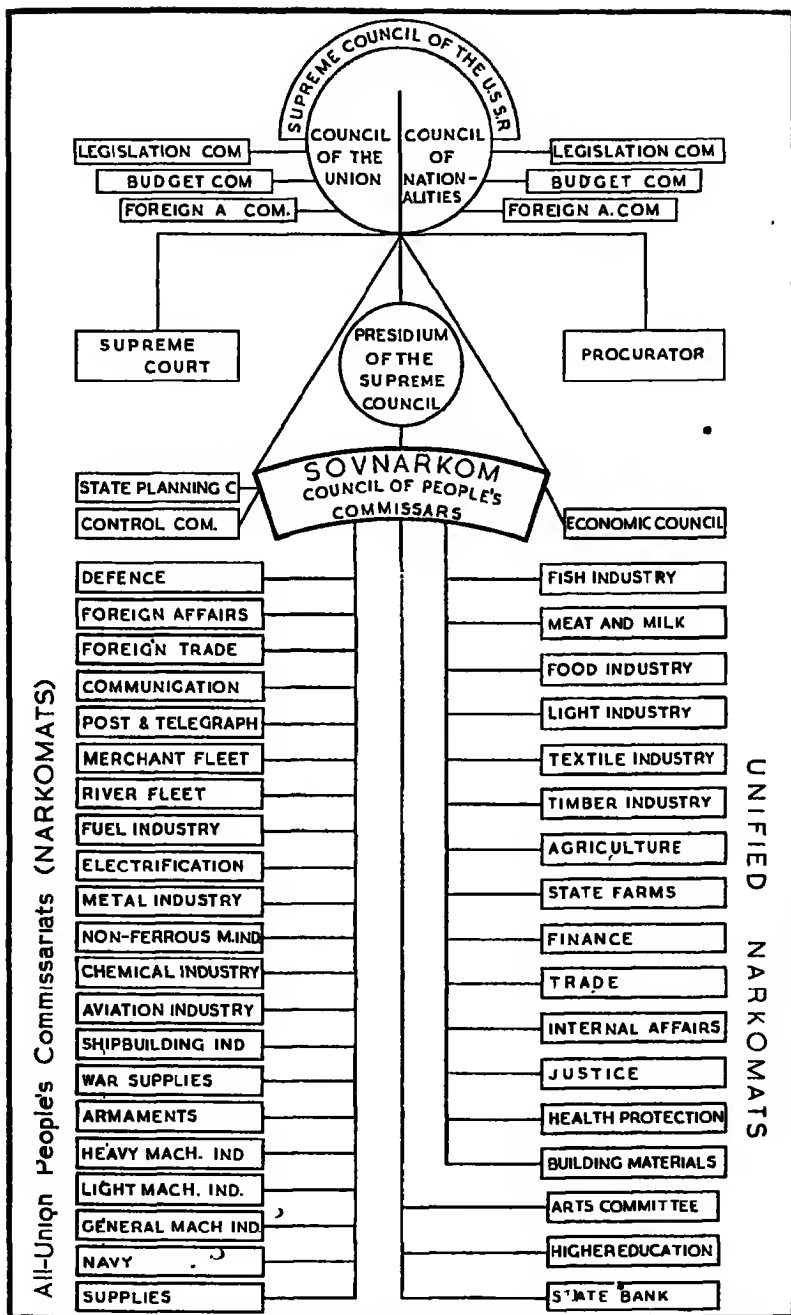 SUPREME COUNCIL OF THE U.S.S.R
COUNCIL
OF THE
UNION
COUNCIL
OF
NATION-
ALITIES
LEGISLATION COM
BUDGET COM
FOREIGN A COM.
LEGISLATION COM
BUDGET COM
FOREIGN A. COM
SUPREME
COURT
PRESIDIUM
OF THE
SUPREME
COUNCIL
PROCURATOR
SOVNARKOM
COUNCIL OF PEOPLE'S
COMMISSARS
STATE PLANNING C
CONTROL COM.
ECONOMIC COUNCIL
All-Union People's Commissariats (NARKOMATS)
DEFENCE
FOREIGN AFFAIRS
FOREIGN TRADE
COMMUNICATION
POST & TELEGRAPH
MERCHANT FLEET
RIVER FLEET
FUEL INDUSTRY
ELECTRIFICATION
METAL INDUSTRY
NON-FERROUS M.IND
CHEMICAL INDUSTRY
AVIATION INDUSTRY
SHIPBUILDING IND
WAR SUPPLIES
ARMAMENTS
HEAVY MACH. IND
LIGHT MACH. IND.
GENERAL MACH IND.
NAVY
SUPPLIES
FISH INDUSTRY
MEAT AND MILK
FOOD INDUSTRY
LIGHT INDUSTRY
TEXTILE INDUSTRY
TIMBER INDUSTRY
AGRICULTURE
STATE FARMS
FINANCE
TRADE
INTERNAL AFFAIRS
JUSTICE
HEALTH PROTECTION
BUILDING MATERIALS
ARTS COMMITTEE
HIGHER EDUCATION
STATE BANK
UNIFIED NARKOMATS